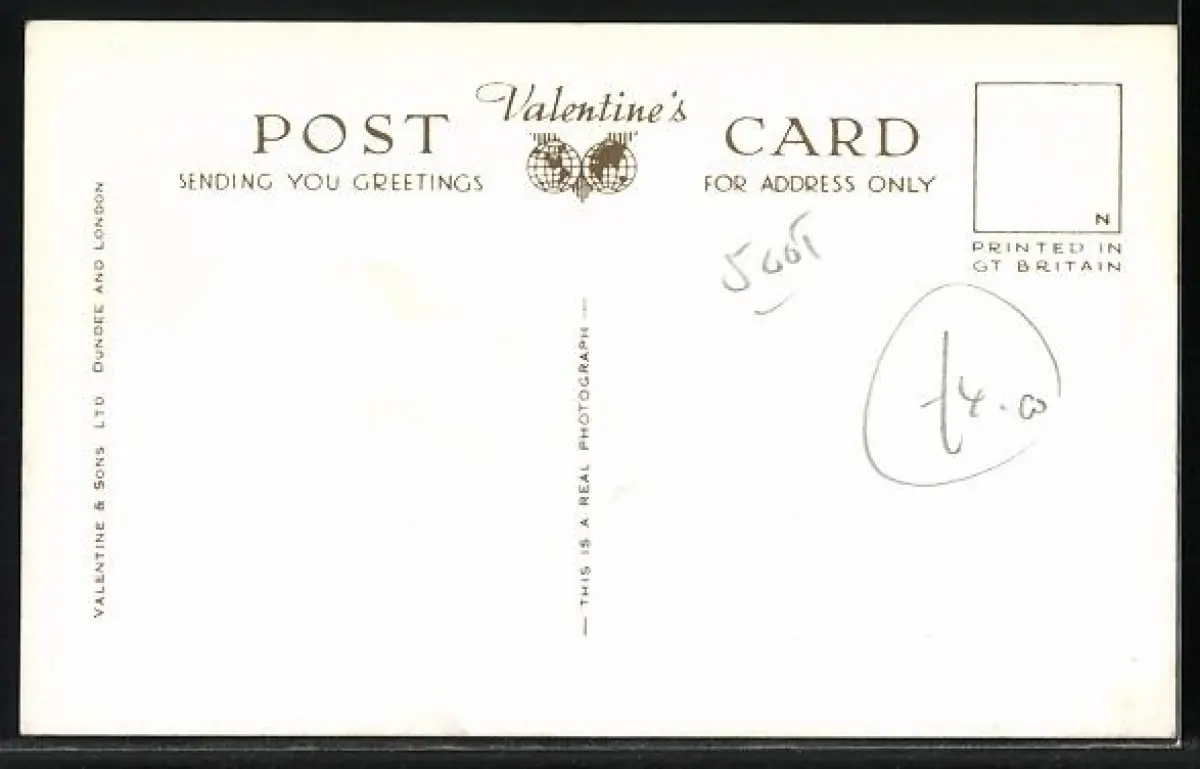 Valentine's
POST CARD
SENDING YOU GREETINGS
FOR ADDRESS ONLY
N
PRINTED IN
GT BRITAIN
VALENTINE & SONS LTD DUNDEE AND LONDON
— THIS IS A REAL PHOTOGRAPH —